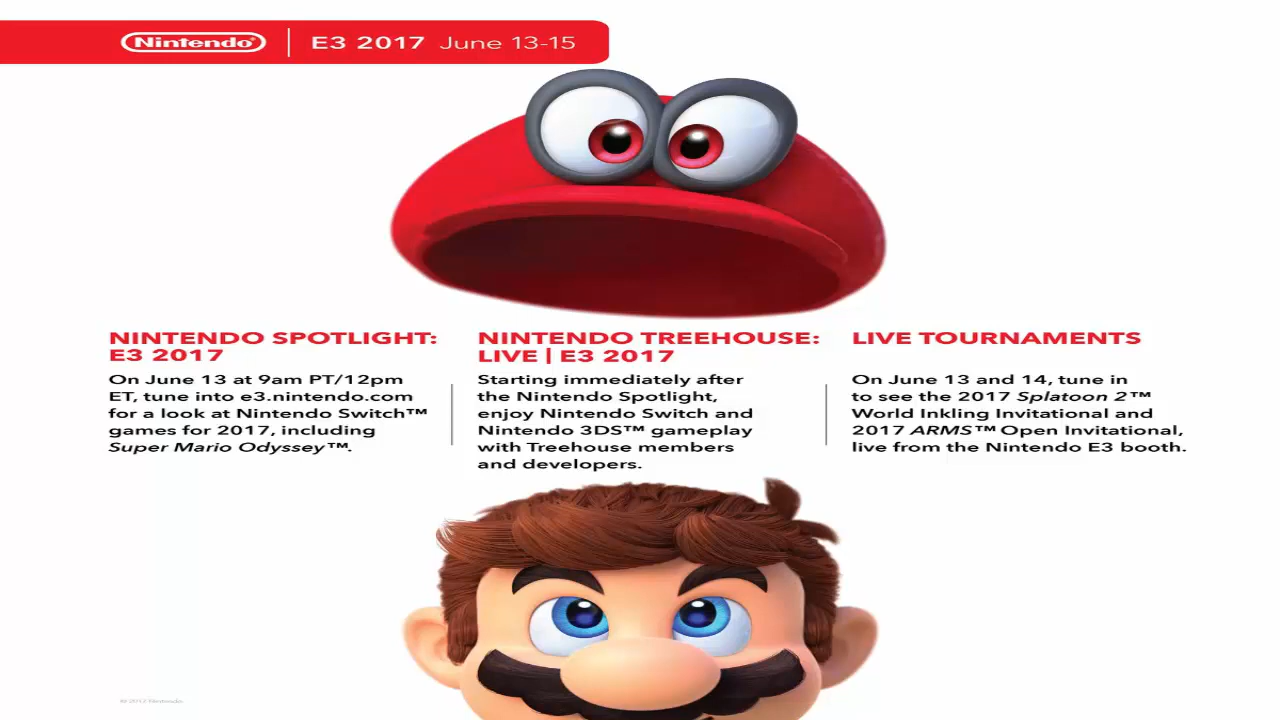 Nintendo® E3 2017 June 13-15
NINTENDO SPOTLIGHT:
E3 2017
On June 13 at 9am PT/12pm
ET, tune into e3.nintendo.com
for a look at Nintendo Switch™
games for 2017, including
Super Mario Odyssey™.
NINTENDO TREEHOUSE:
LIVE | E3 2017
Starting immediately after
the Nintendo Spotlight,
enjoy Nintendo Switch and
Nintendo 3DS™ gameplay
with Treehouse members
and developers.
LIVE TOURNAMENTS
On June 13 and 14, tune in
to see the 2017 Splatoon 2™
World Inkling Invitational and
2017 ARMS™ Open Invitational,
live from the Nintendo E3 booth.
© 2017 Nintendo.